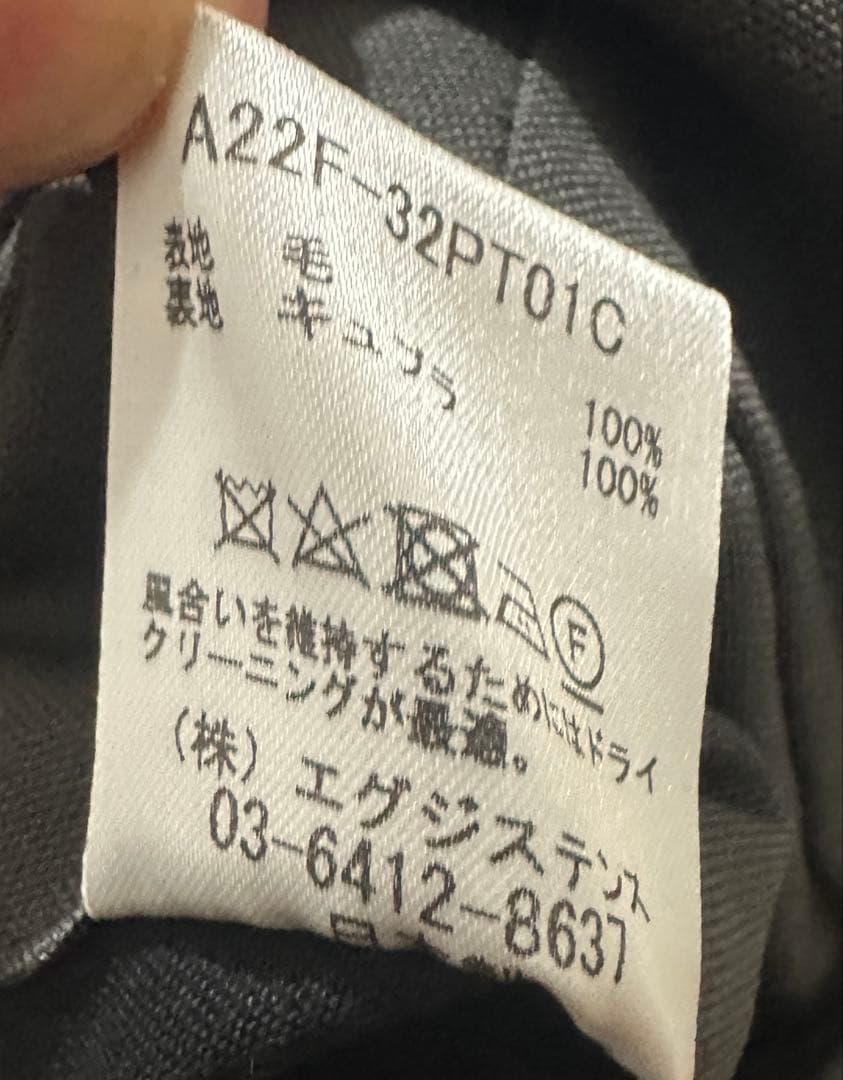 A22F-32PT01C
表地 毛 100%
裏地 キュプラ 100%
F
風合いを維持するためにはドライ
クリーニングが最適。
(株) エグジステンス
03-6412-8637
日本